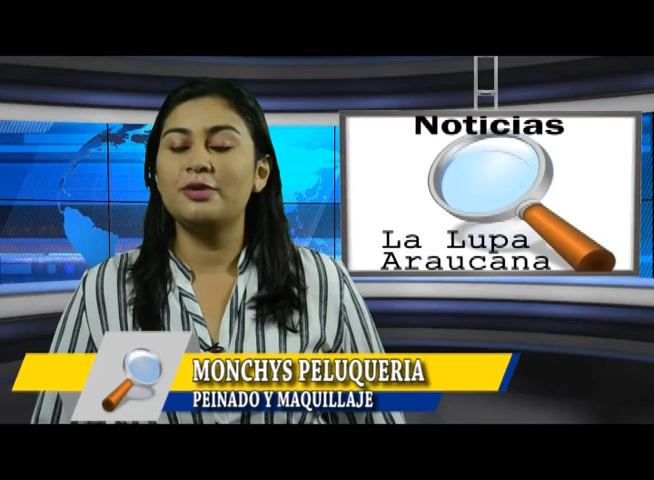 Noticias
La Lupa
Araucana
MONCHYS PELUQUERIA
PEINADO Y MAQUILLAJE